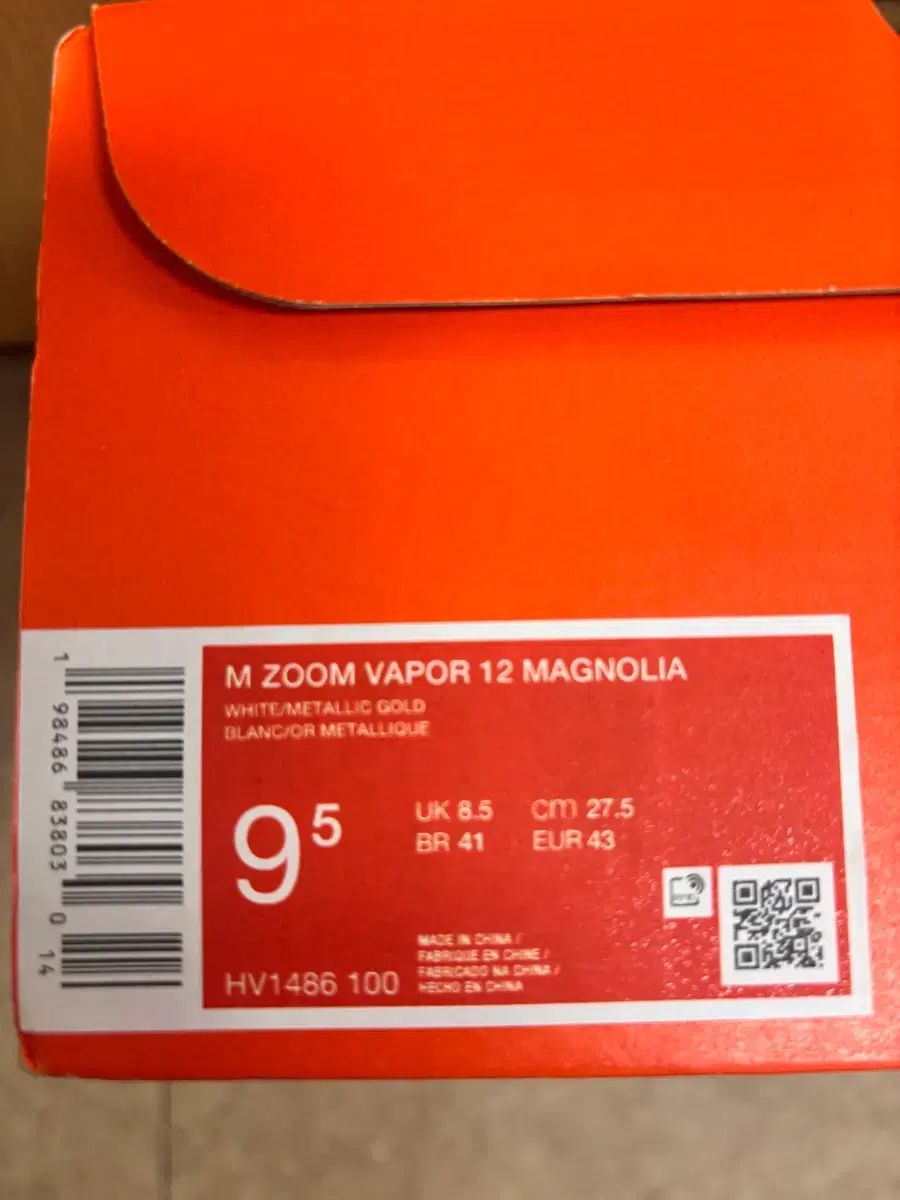 M ZOOM VAPOR 12 MAGNOLIA
WHITE/METALLIC GOLD
BLANC/OR METALLIQUE
9⁵
UK 8.5 cm 27.5
BR 41 EUR 43
HV1486 100
MADE IN CHINA /
FABRIQUE EN CHINE /
FABRICADO NA CHINA /
HECHO EN CHINA
1 98486 83803 0 14